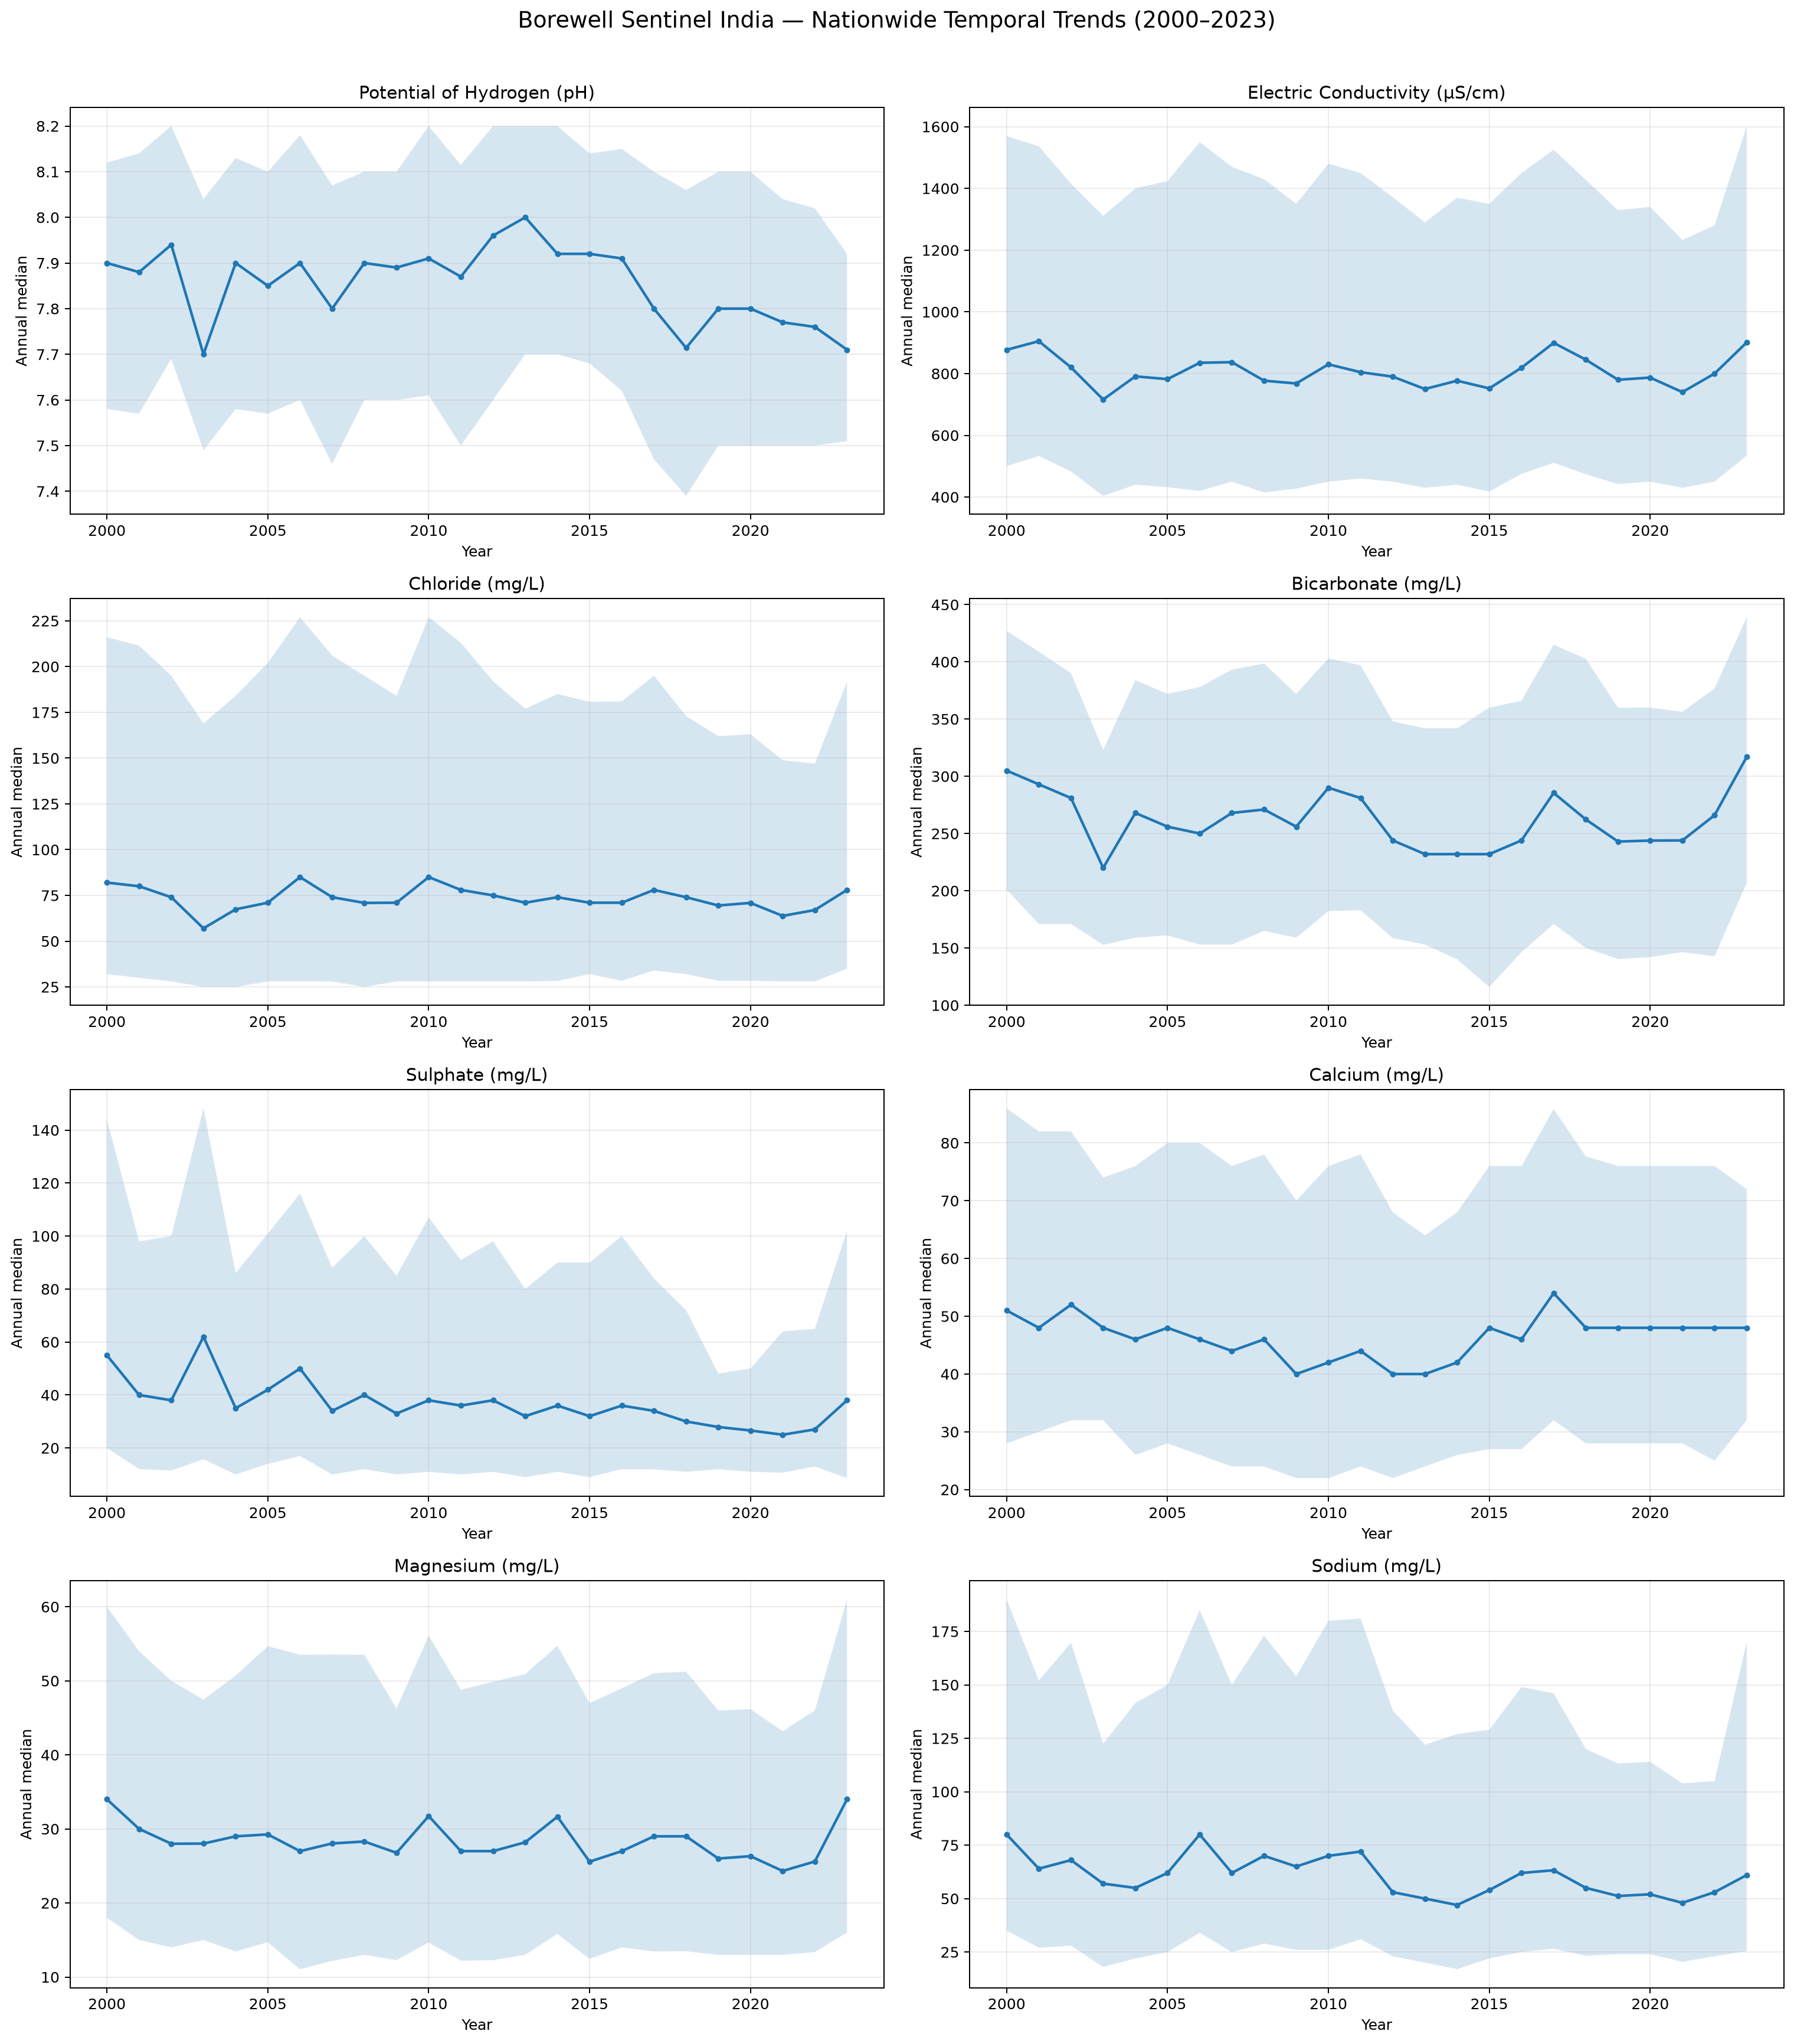 Borewell Sentinel India — Nationwide Temporal Trends (2000–2023)
Potential of Hydrogen (pH)
Annual median
8.2
8.1
8.0
7.9
7.8
7.7
7.6
7.5
7.4
2000 2005 2010 2015 2020
Year
Electric Conductivity (μS/cm)
Annual median
1600
1400
1200
1000
800
600
400
2000 2005 2010 2015 2020
Year
Chloride (mg/L)
Annual median
225
200
175
150
125
100
75
50
25
2000 2005 2010 2015 2020
Year
Bicarbonate (mg/L)
Annual median
450
400
350
300
250
200
150
100
2000 2005 2010 2015 2020
Year
Sulphate (mg/L)
Annual median
140
120
100
80
60
40
20
2000 2005 2010 2015 2020
Year
Calcium (mg/L)
Annual median
80
70
60
50
40
30
20
2000 2005 2010 2015 2020
Year
Magnesium (mg/L)
Annual median
60
50
40
30
20
10
2000 2005 2010 2015 2020
Year
Sodium (mg/L)
Annual median
175
150
125
100
75
50
25
2000 2005 2010 2015 2020
Year